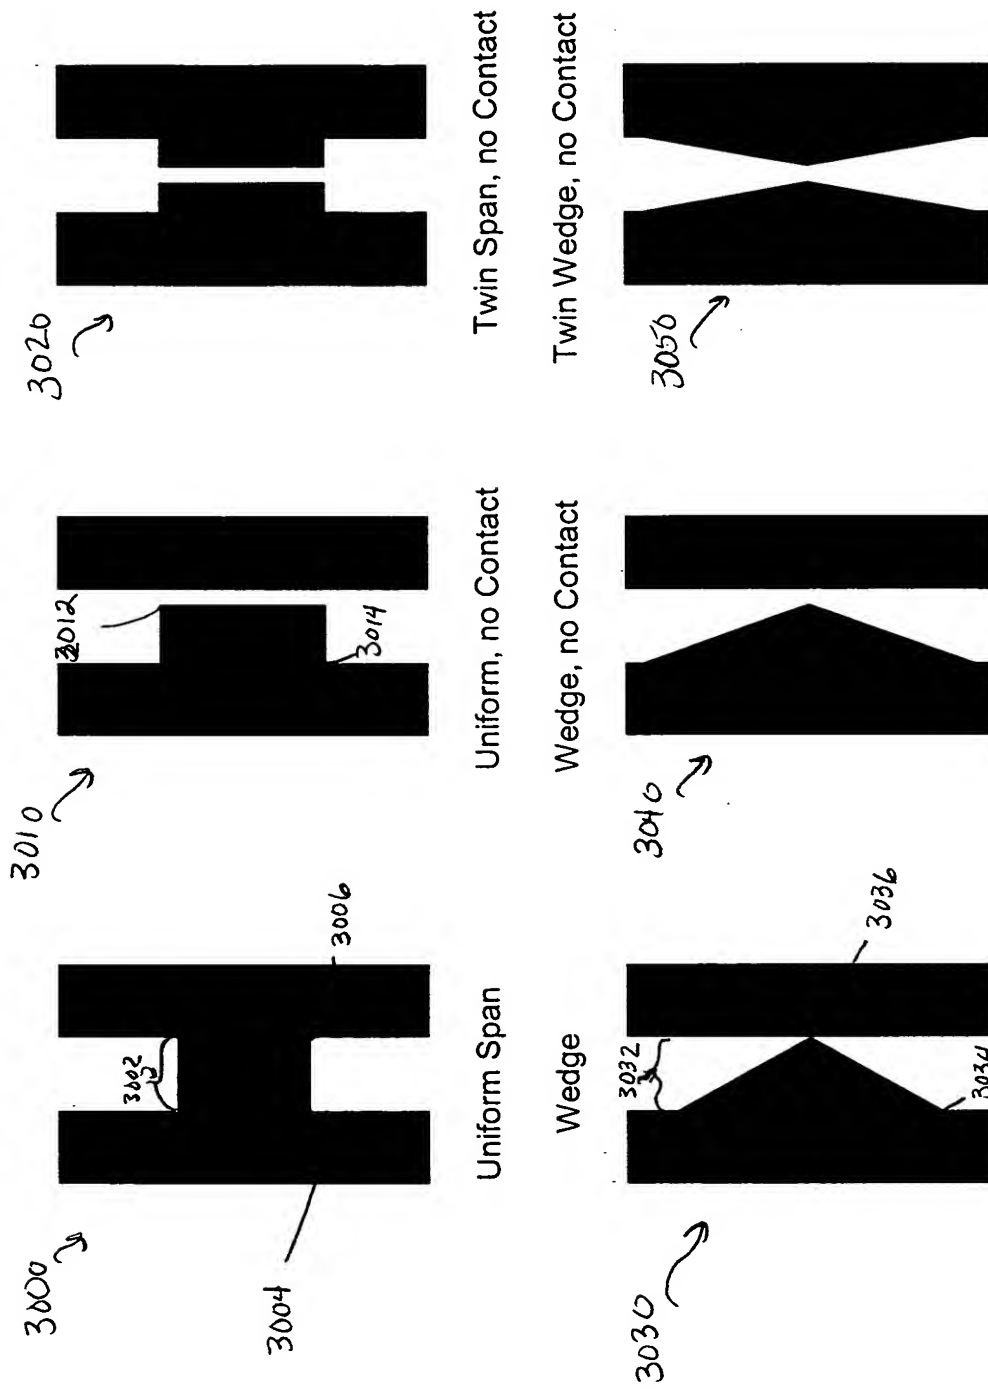 3000
3010
3020
3002
3004
3006
3012
3014
Uniform Span
Uniform, no Contact
Twin Span, no Contact
Wedge
Wedge, no Contact
Twin Wedge, no Contact
3030
3040
3050
3032
3036
3034